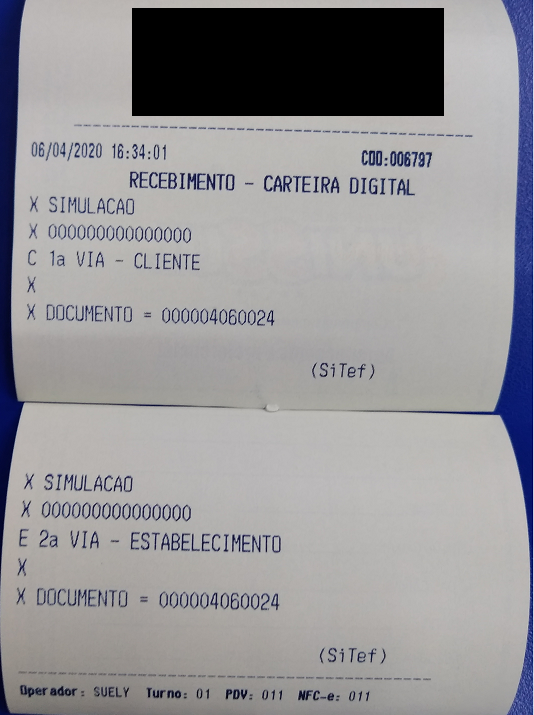 06/04/2020 16:34:01 COO:006797
RECEBIMENTO - CARTEIRA DIGITAL
X SIMULACAO
X 000000000000000
C 1a VIA - CLIENTE
X
X DOCUMENTO = 000004060024
(SiTef)
X SIMULACAO
X 000000000000000
E 2a VIA - ESTABELECIMENTO
X
X DOCUMENTO = 000004060024
(SiTef)
Operador: SUELY Turno: 01 PDV: 011 NFC-e: 011